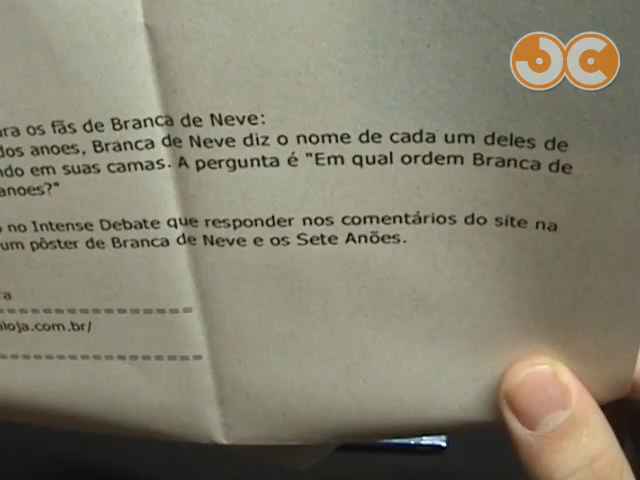 ara os fãs de Branca de Neve:
dos anoes, Branca de Neve diz o nome de cada um deles de
ndo em suas camas. A pergunta é "Em qual ordem Branca de
anoes?"
no Intense Debate que responder nos comentários do site na
um pôster de Branca de Neve e os Sete Anões.
ra
aloja.com.br/